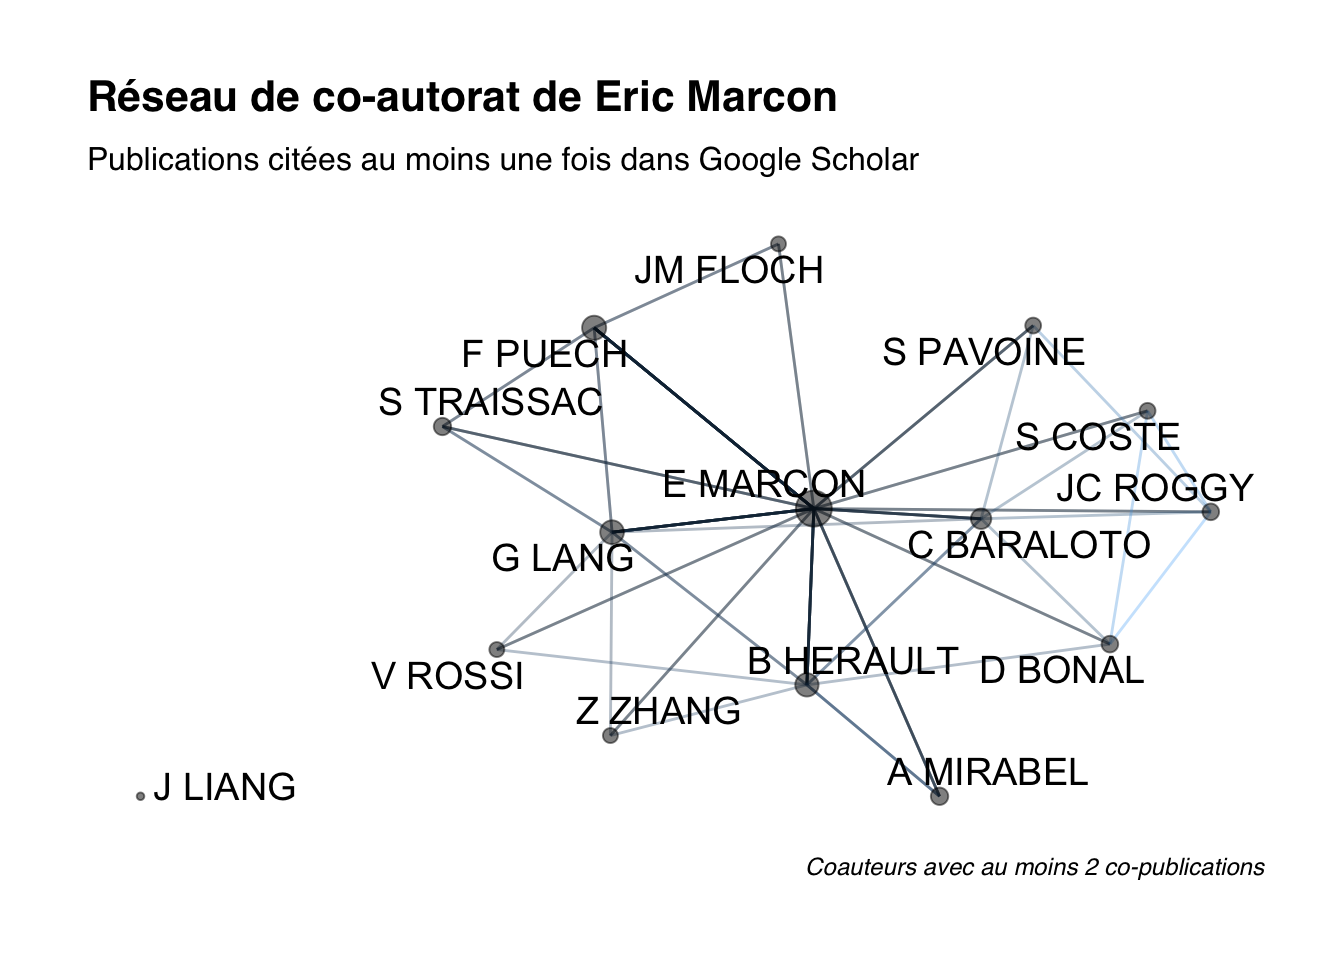 Réseau de co-autorat de Eric Marcon
Publications citées au moins une fois dans Google Scholar
JM FLOCH
F PUECH
S PAVOINE
S TRAISSAC
S COSTE
E MARCON
JC ROGGY
G LANG
C BARALOTO
V ROSSI
B HERAULT
D BONAL
Z ZHANG
A MIRABEL
J LIANG
Coauteurs avec au moins 2 co-publications